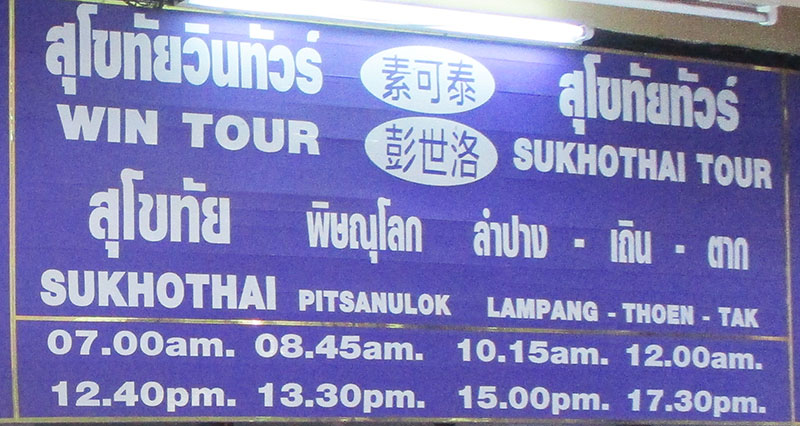 สุโขทัยวินทัวร์ 素可泰 สุโขทัยทัวร์
WIN TOUR 彭世洛 SUKHOTHAI TOUR
สุโขทัย พิษณุโลก ลำปาง - เถิน - ตาก
SUKHOTHAI PITSANULOK LAMPANG - THOEN - TAK
07.00am. 08.45am. 10.15am. 12.00am.
12.40pm. 13.30pm. 15.00pm. 17.30pm.